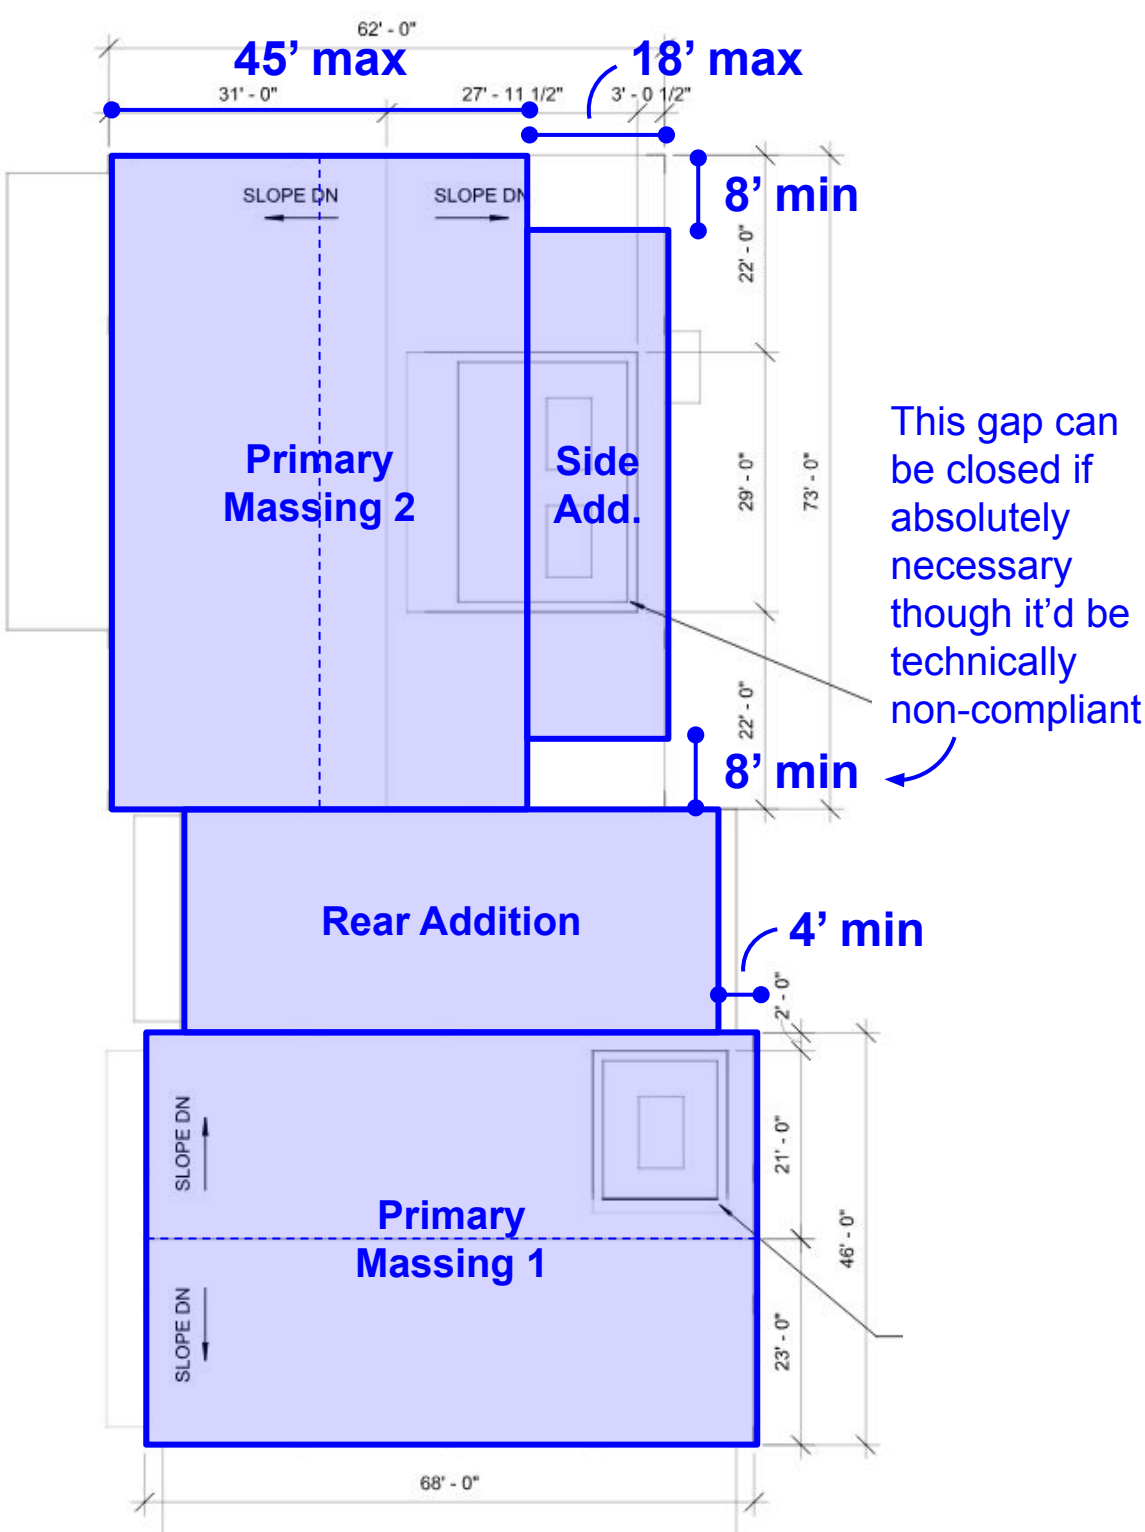 62' - 0"
45’ max
18’ max
31' - 0"
27' - 11 1/2"
3' - 0 1/2"
SLOPE DN
SLOPE DN
8’ min
22' - 0"
This gap can
be closed if
absolutely
necessary
though it’d be
technically
non-compliant
Primary
Massing 2
Side
Add.
29' - 0"
73' - 0"
22' - 0"
8’ min
Rear Addition
4’ min
2' - 0"
SLOPE DN
21' - 0"
Primary
Massing 1
46' - 0"
SLOPE DN
23' - 0"
68' - 0"